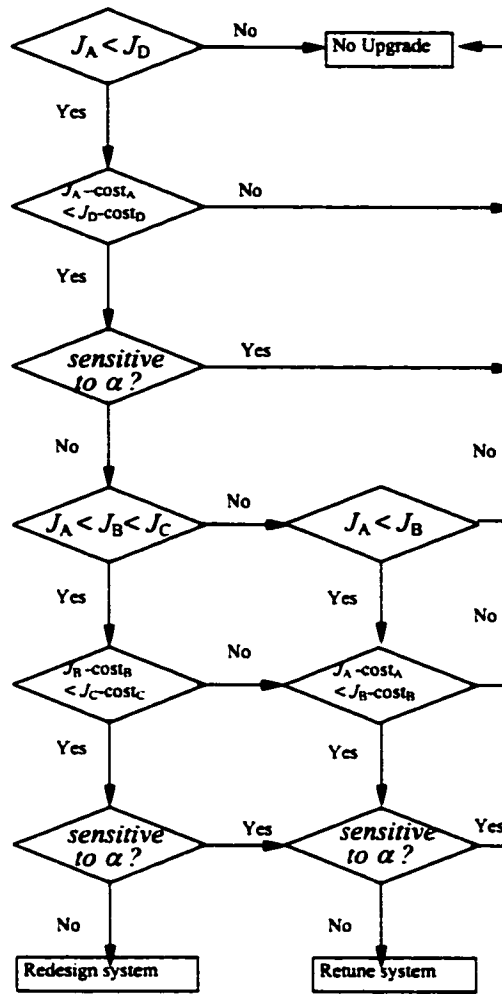 No
J_A < J_D
No Upgrade
Yes
J_A-cost_A
< J_D-cost_D
No
Yes
sensitive
to α ?
Yes
No
No
J_A < J_B < J_C
No
J_A < J_B
Yes
Yes
No
J_B-cost_B
< J_C-cost_C
No
J_A-cost_A
< J_B-cost_B
Yes
Yes
sensitive
to α ?
Yes
sensitive
to α ?
Yes
No
No
Redesign system
Retune system